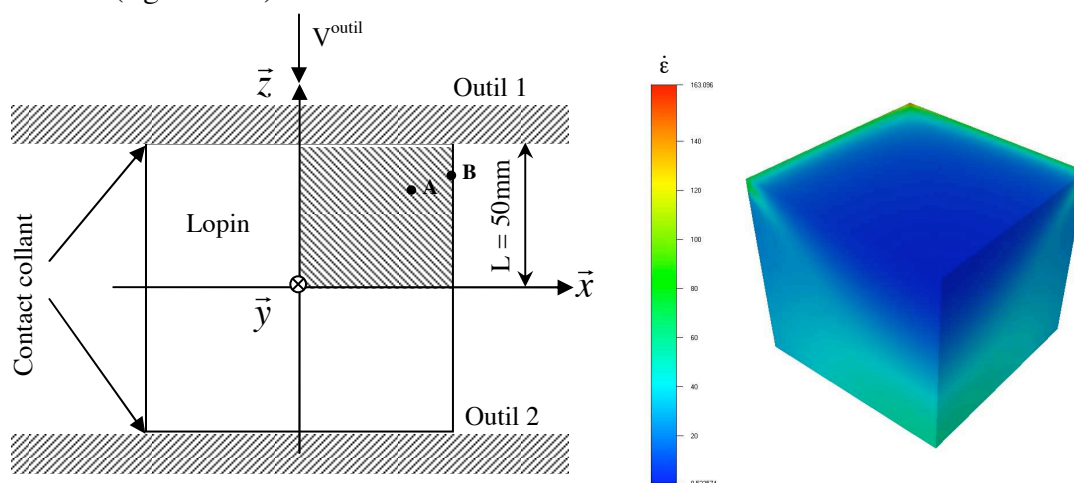 V^outil
z
Outil 1
A
B
Lopin
L = 50mm
x
y
Contact collant
Outil 2
ε̇
163.096
140
120
100
80
60
40
20